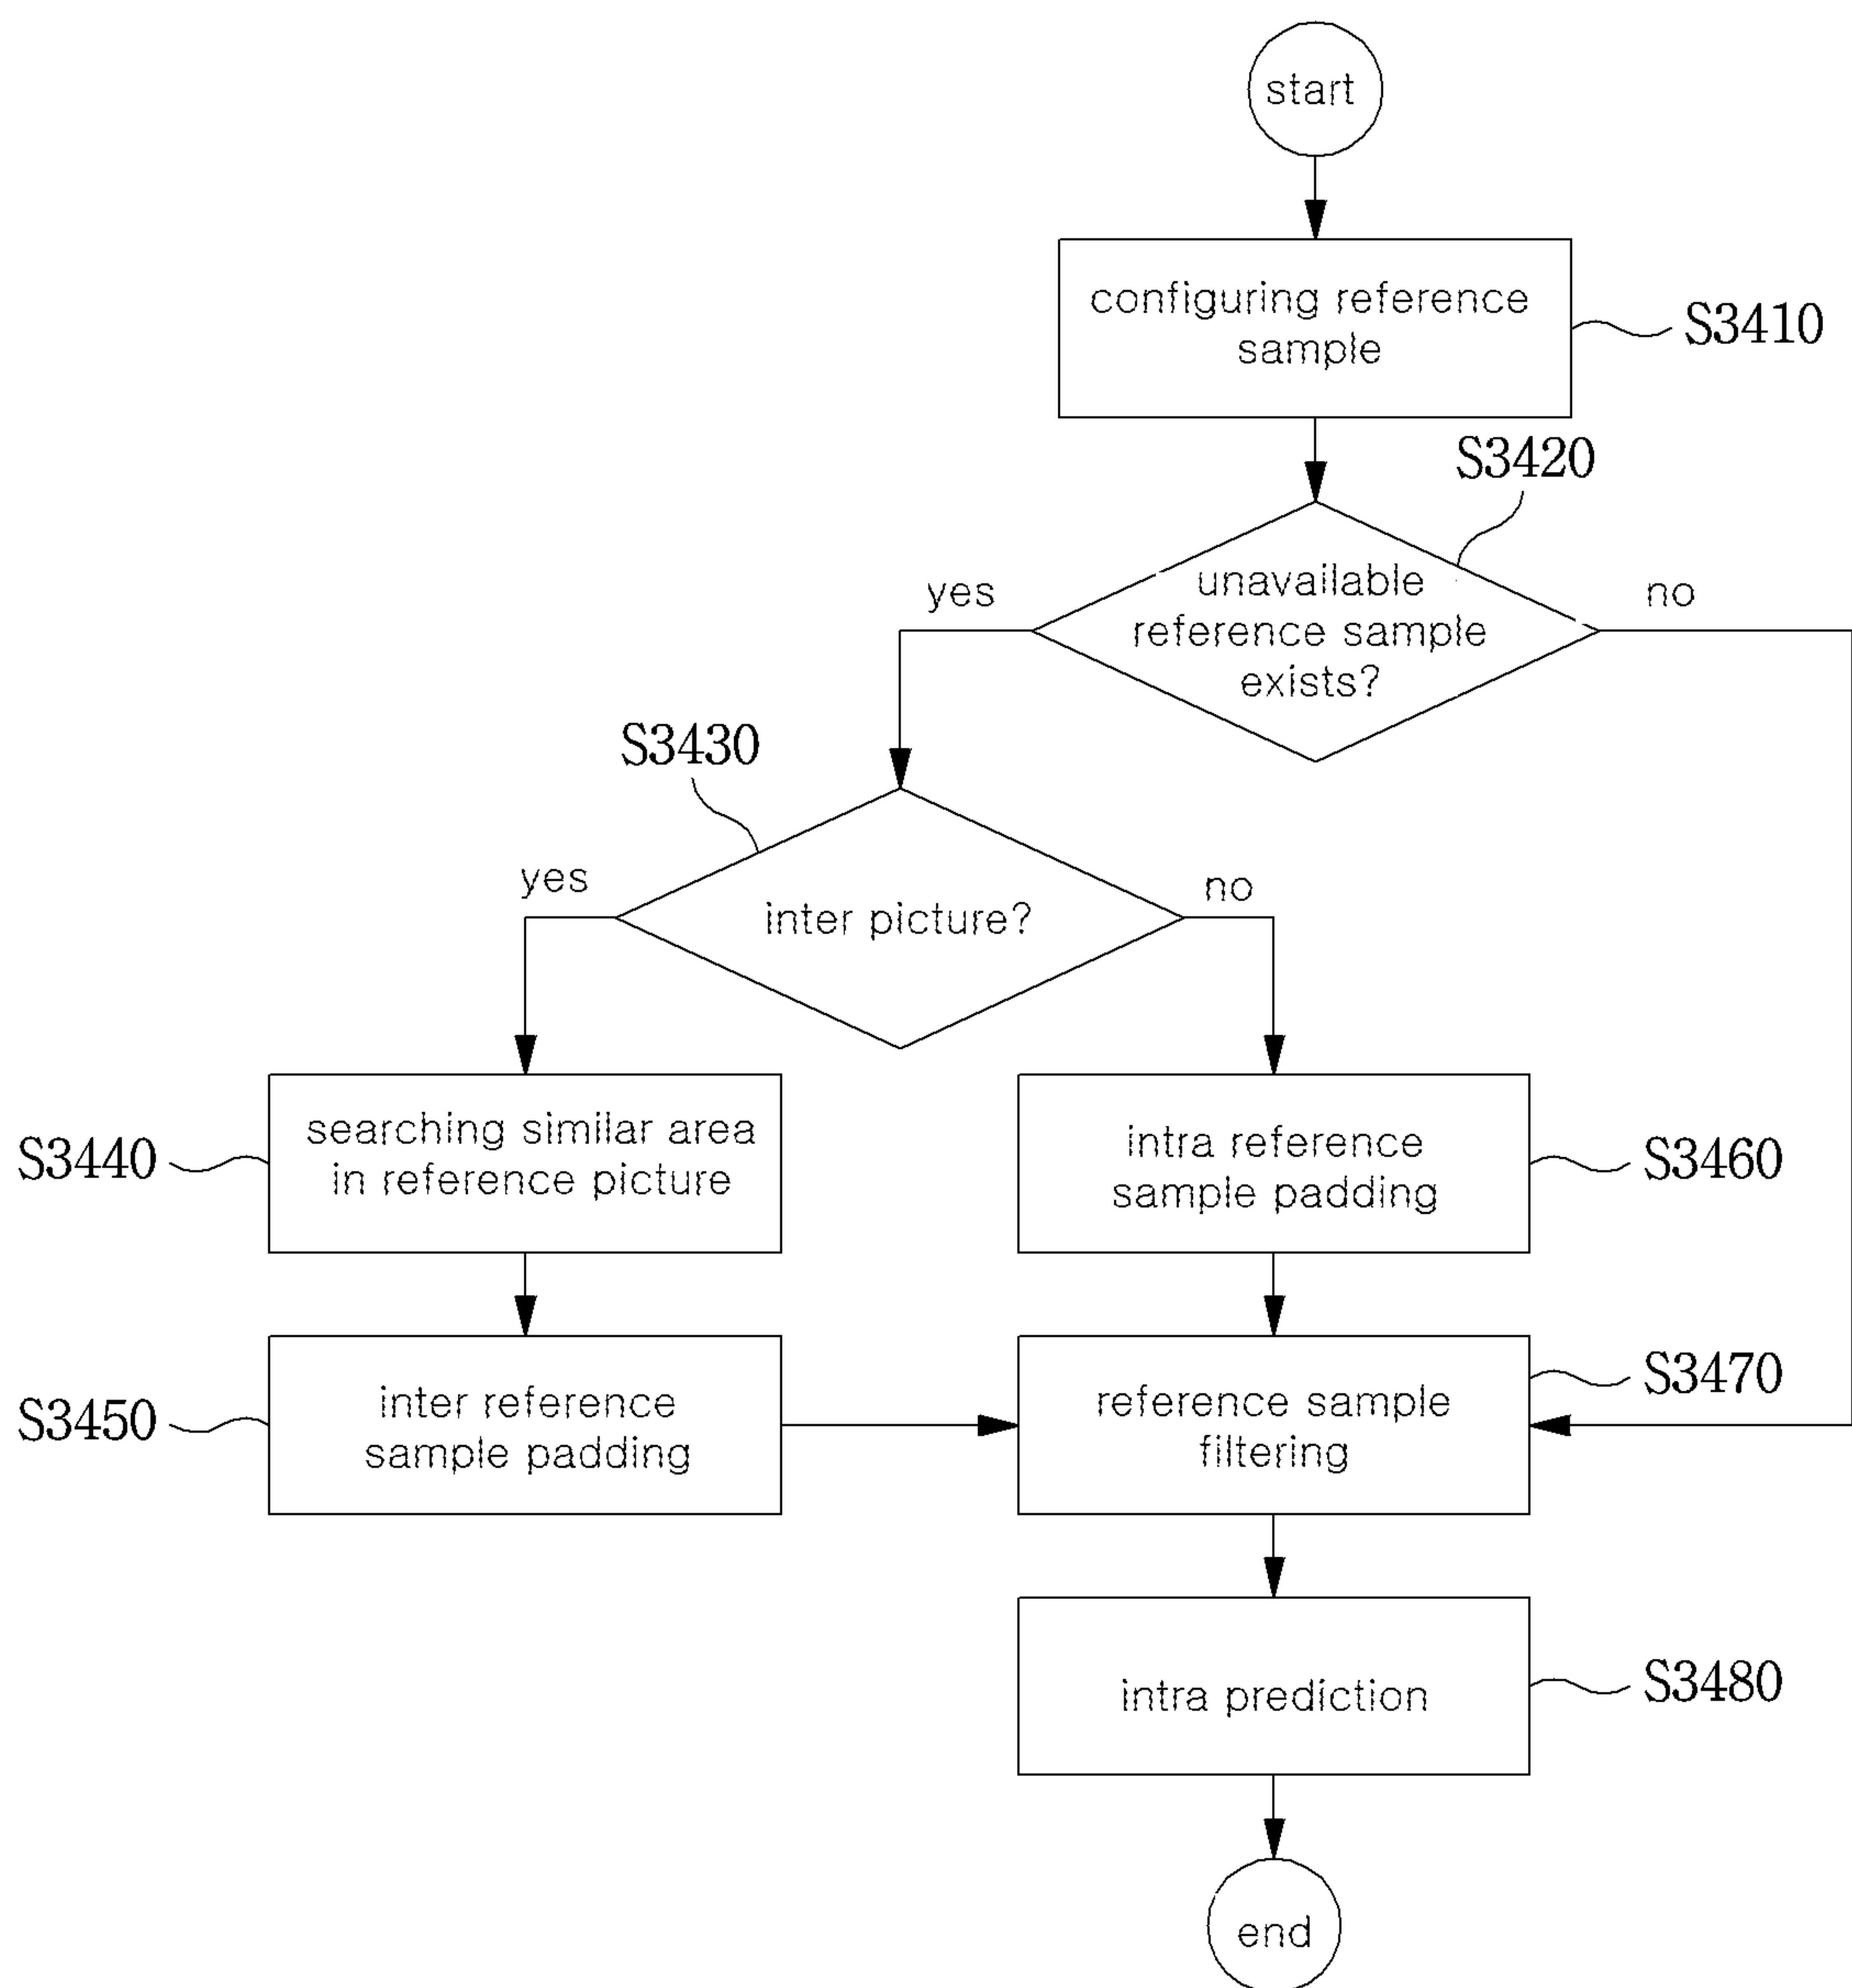 start
configuring reference
sample
S3410
S3420
yes
unavailable
reference sample
exists?
no
S3430
yes
inter picture?
no
S3440
searching similar area
in reference picture
intra reference
sample padding
S3460
S3450
inter reference
sample padding
reference sample
filtering
S3470
intra prediction
S3480
end